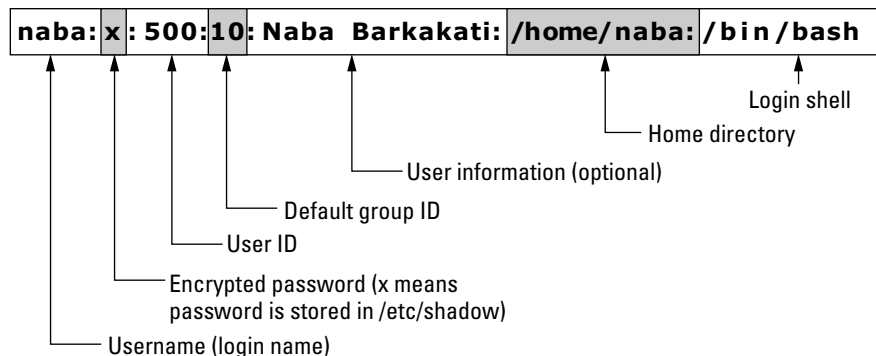 naba:x:500:10:Naba Barkakati:/home/naba:/bin/bash
Login shell
Home directory
User information (optional)
Default group ID
User ID
Encrypted password (x means
password is stored in /etc/shadow)
Username (login name)